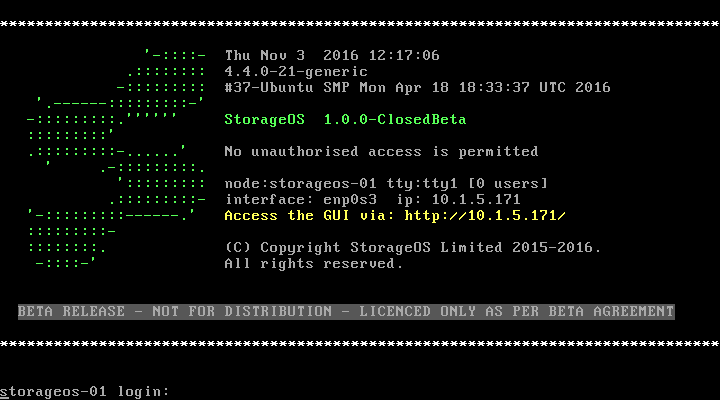 Thu Nov 3  2016 12:17:06
4.4.0-21-generic
#37-Ubuntu SMP Mon Apr 18 18:33:37 UTC 2016
StorageOS  1.0.0-ClosedBeta
No unauthorised access is permitted
node:storageos-01 tty:tty1 [0 users]
interface: enp0s3  ip: 10.1.5.171
Access the GUI via: http://10.1.5.171/
(C) Copyright StorageOS Limited 2015-2016.
All rights reserved.
BETA RELEASE - NOT FOR DISTRIBUTION - LICENCED ONLY AS PER BETA AGREEMENT
storageos-01 login: